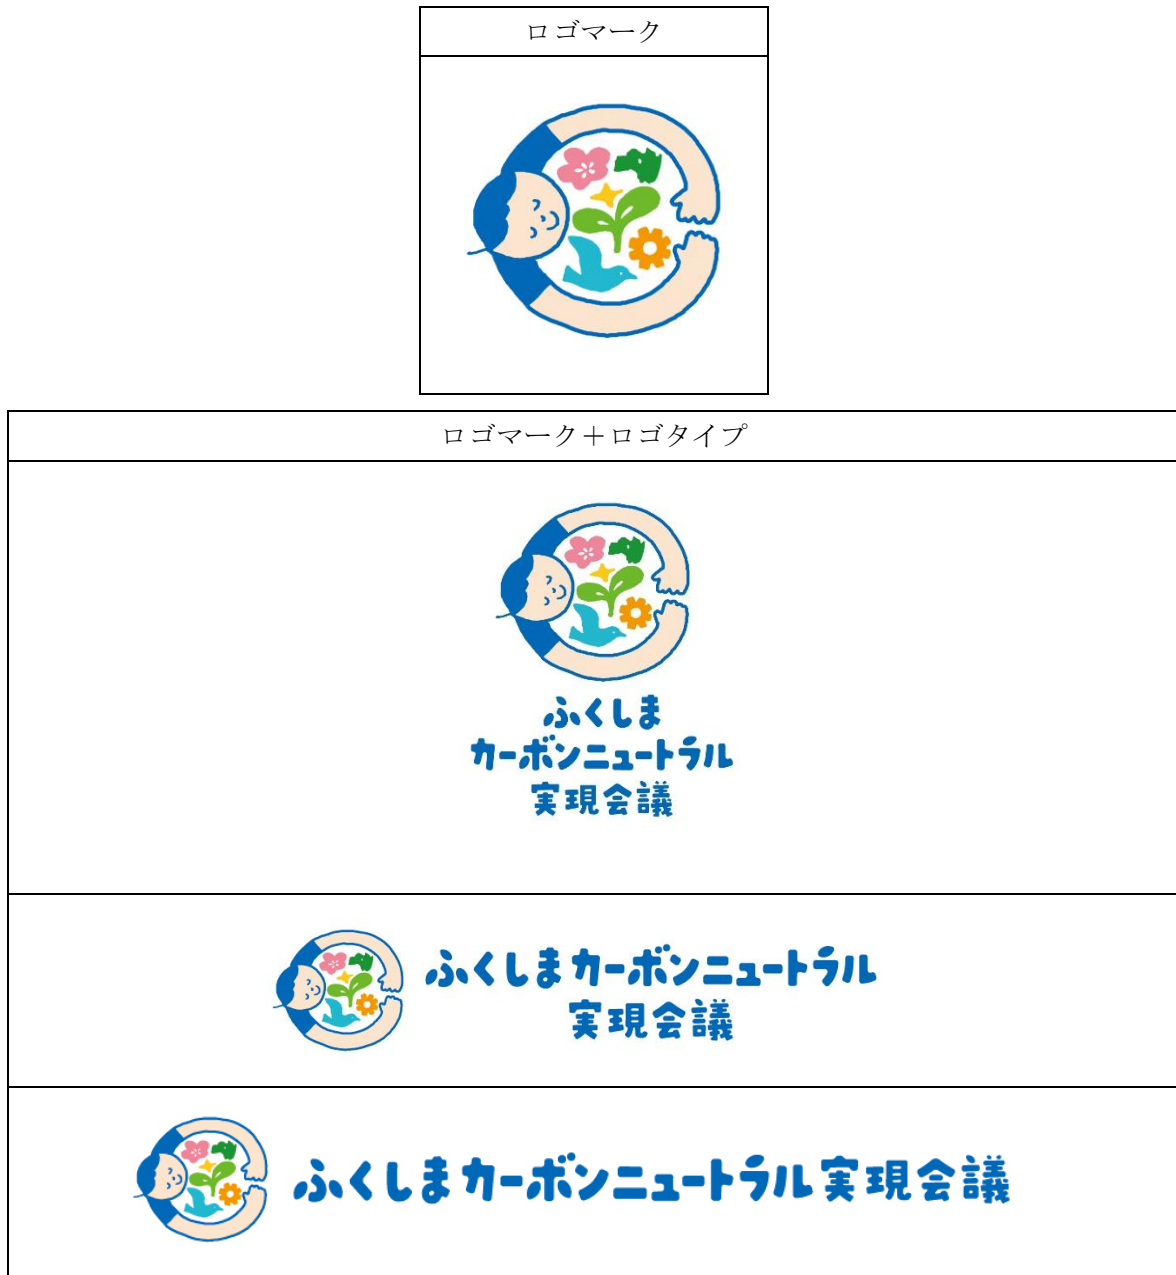 ロゴマーク
ロゴマーク＋ロゴタイプ
ふくしま
カーボンニュートラル
実現会議
ふくしまカーボンニュートラル
実現会議
ふくしまカーボンニュートラル実現会議